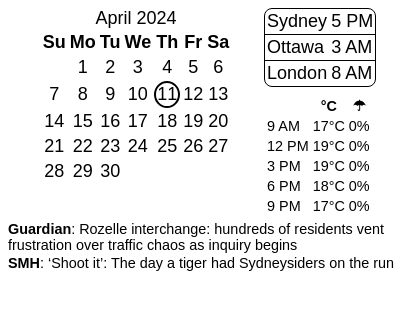 April 2024
Su Mo Tu We Th Fr Sa
1 2 3 4 5 6
7 8 9 10 11 12 13
14 15 16 17 18 19 20
21 22 23 24 25 26 27
28 29 30
Sydney 5 PM
Ottawa 3 AM
London 8 AM
°C ☂
9 AM 17°C 0%
12 PM 19°C 0%
3 PM 19°C 0%
6 PM 18°C 0%
9 PM 17°C 0%
Guardian: Rozelle interchange: hundreds of residents vent
frustration over traffic chaos as inquiry begins
SMH: ‘Shoot it’: The day a tiger had Sydneysiders on the run